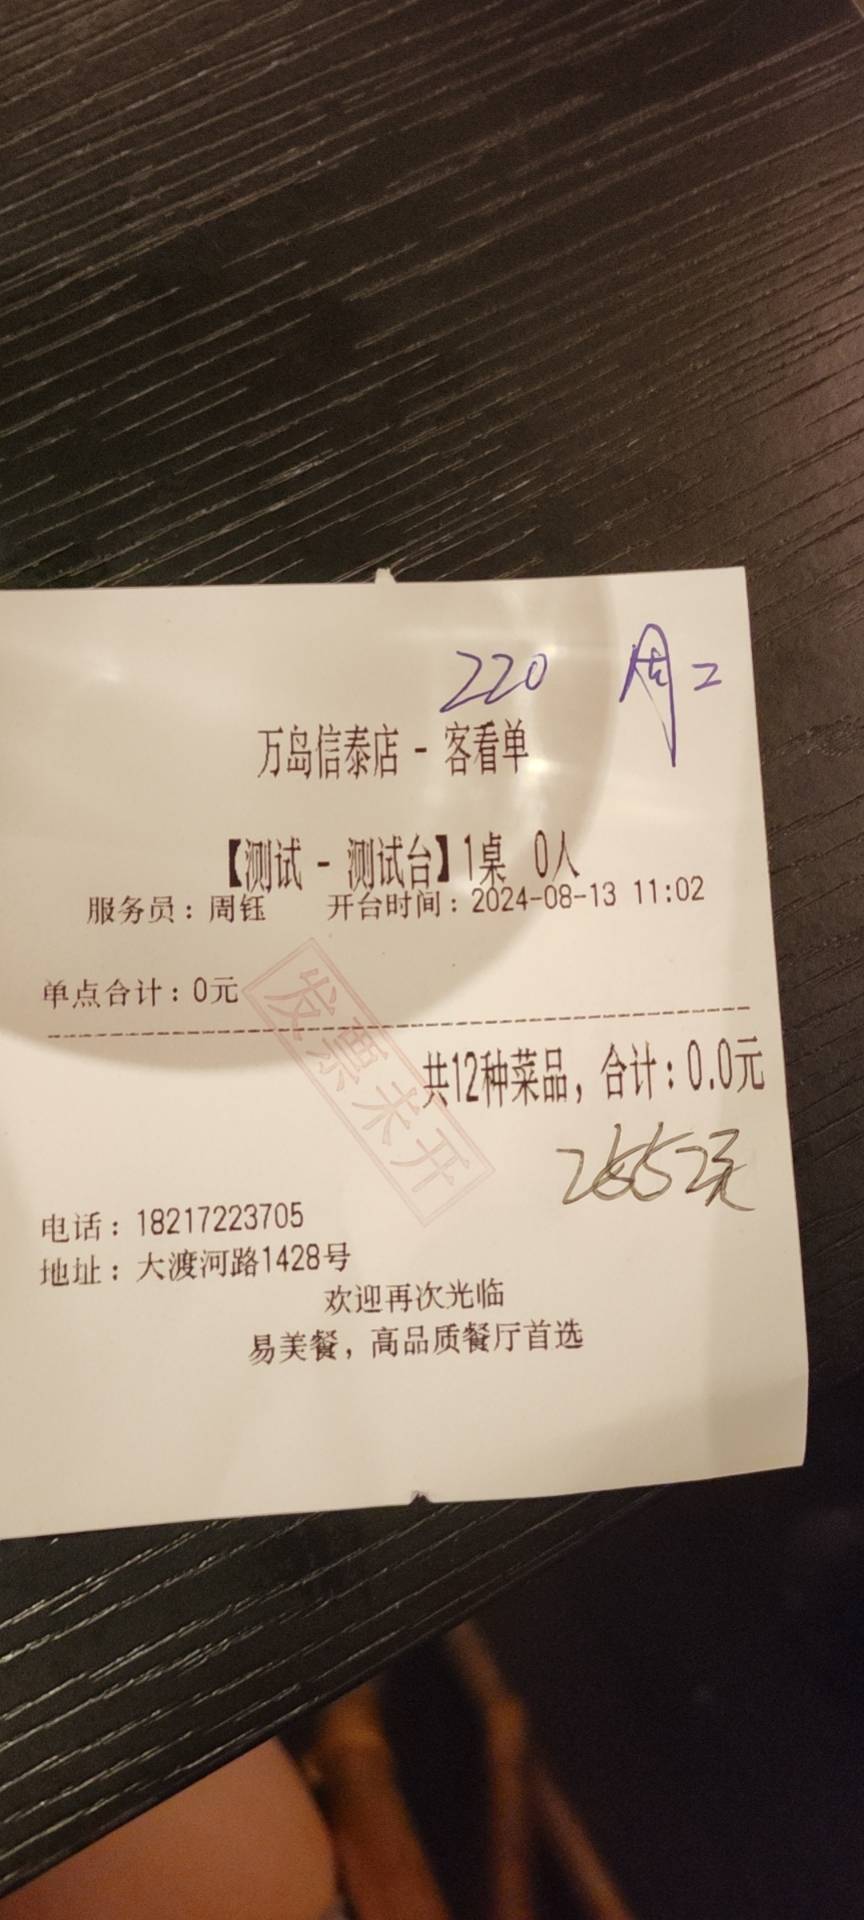 220 周二
万岛信泰店 - 客看单
【测试 - 测试台】1桌 0人
服务员：周钰 开台时间：2024-08-13 11:02
单点合计：0元
发票未开
共12种菜品，合计：0.0元
2652元
电话：18217223705
地址：大渡河路1428号
欢迎再次光临
易美餐，高品质餐厅首选